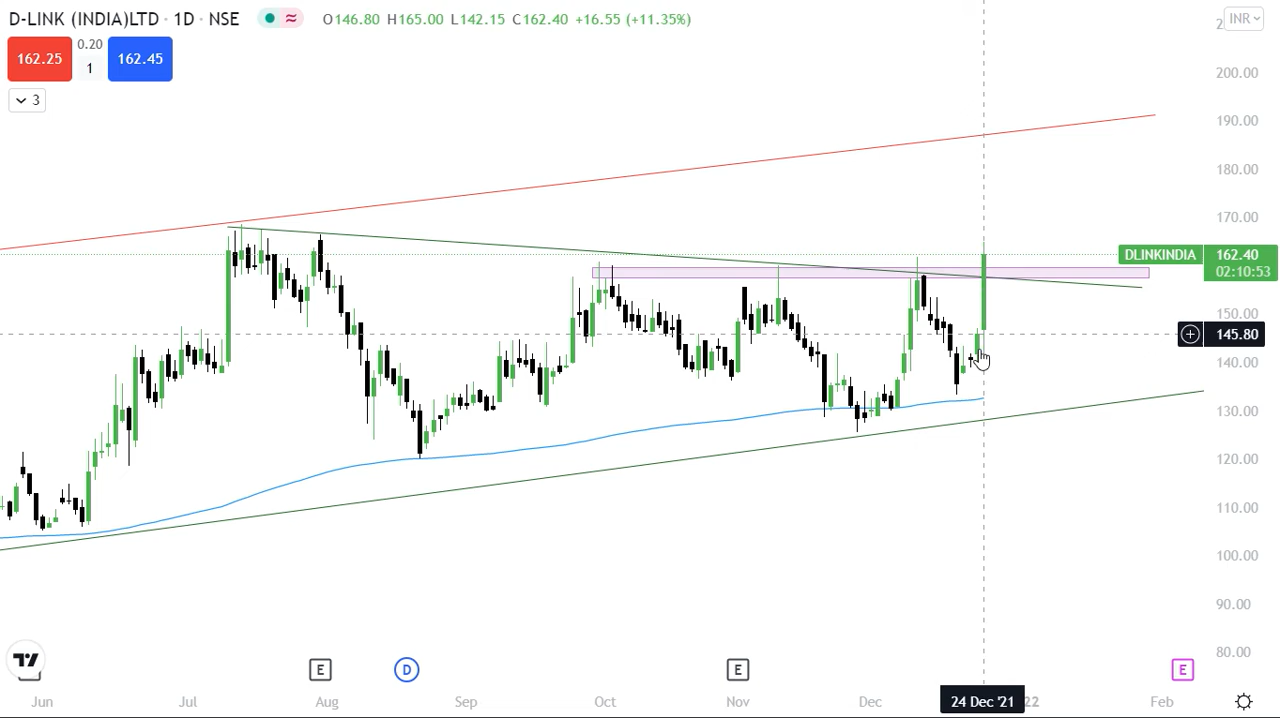 D-LINK (INDIA)LTD · 1D · NSE O146.80 H165.00 L142.15 C162.40 +16.55 (+11.35%)
INR
162.25 0.20 1 162.45
3
200.00
190.00
180.00
170.00
DLINKINDIA 162.40
02:10:53
150.00
145.80
140.00
130.00
120.00
110.00
100.00
90.00
80.00
E D E E
Jun Jul Aug Sep Oct Nov Dec 24 Dec '21 22 Feb